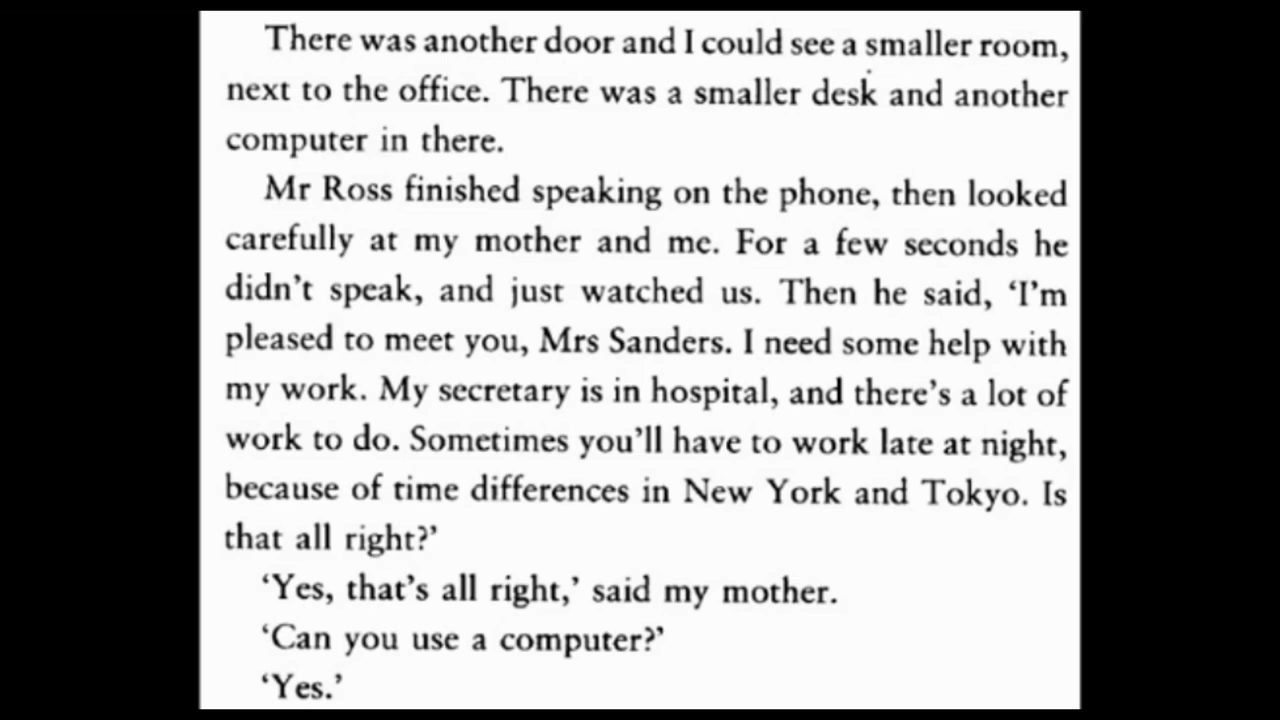 There was another door and I could see a smaller room,
next to the office. There was a smaller desk and another
computer in there.
Mr Ross finished speaking on the phone, then looked
carefully at my mother and me. For a few seconds he
didn’t speak, and just watched us. Then he said, ‘I’m
pleased to meet you, Mrs Sanders. I need some help with
my work. My secretary is in hospital, and there’s a lot of
work to do. Sometimes you’ll have to work late at night,
because of time differences in New York and Tokyo. Is
that all right?’
‘Yes, that’s all right,’ said my mother.
‘Can you use a computer?’
‘Yes.’